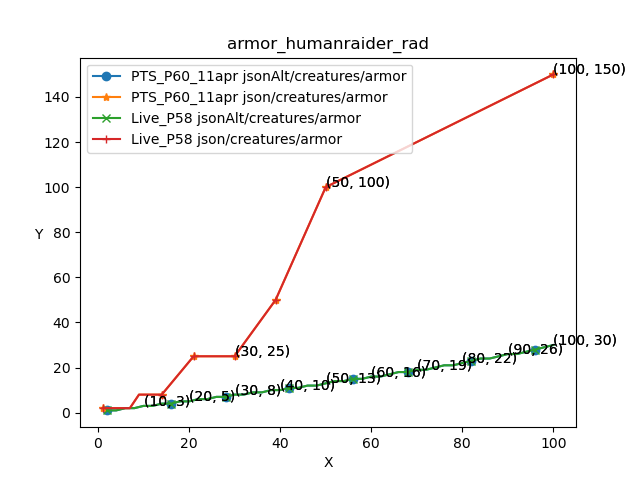 armor_humanraider_rad
PTS_P60_11apr jsonAlt/creatures/armor
PTS_P60_11apr json/creatures/armor
Live_P58 jsonAlt/creatures/armor
Live_P58 json/creatures/armor
(100, 150)
(50, 100)
(30, 25)
(100, 30)
(90, 26)
(80, 22)
(70, 19)
(60, 16)
(50, 13)
(40, 10)
(30, 8)
(20, 5)
(10, 3)
Y
140
120
100
80
60
40
20
0
0 20 40 60 80 100
X